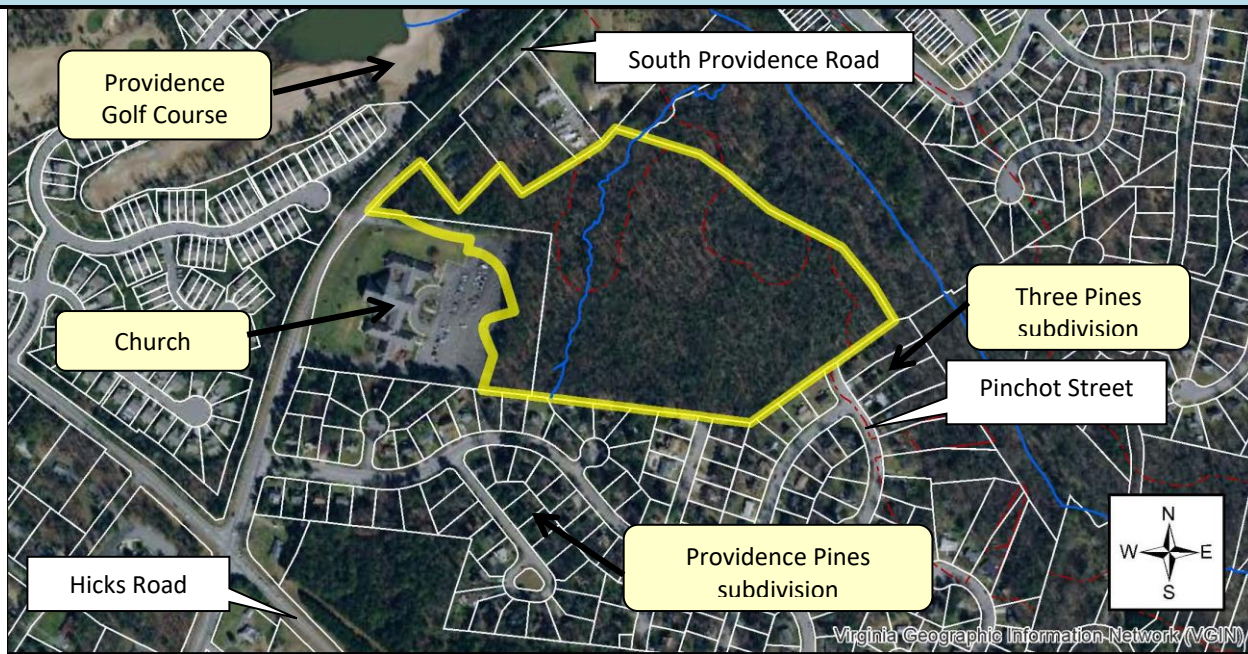 South Providence Road
Providence
Golf Course
Three Pines
subdivision
Church
Pinchot Street
N
W E
S
Providence Pines
subdivision
Hicks Road
Virginia Geographic Information Network (VGIN)